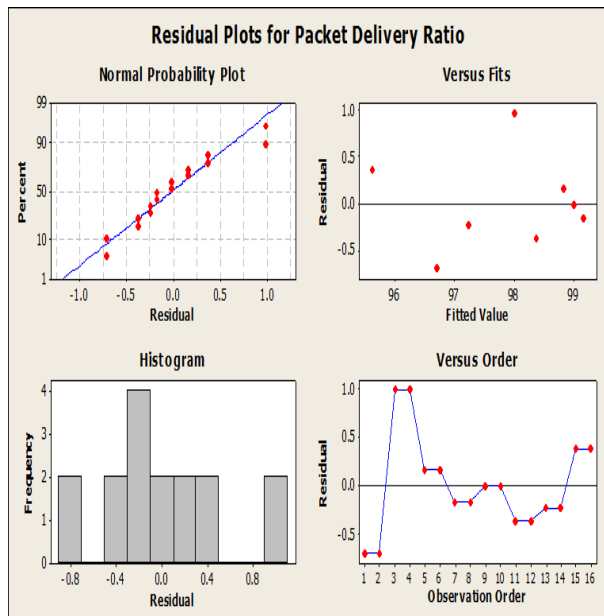 Residual Plots for Packet Delivery Ratio
Normal Probability Plot
99
90
50
10
1
Percent
-1.0 -0.5 0.0 0.5 1.0
Residual
Versus Fits
1.0
0.5
0.0
-0.5
Residual
96 97 98 99
Fitted Value
Histogram
4
3
2
1
0
Frequency
-0.8 -0.4 0.0 0.4 0.8
Residual
Versus Order
1.0
0.5
0.0
-0.5
Residual
1 2 3 4 5 6 7 8 9 10 11 12 13 14 15 16
Observation Order